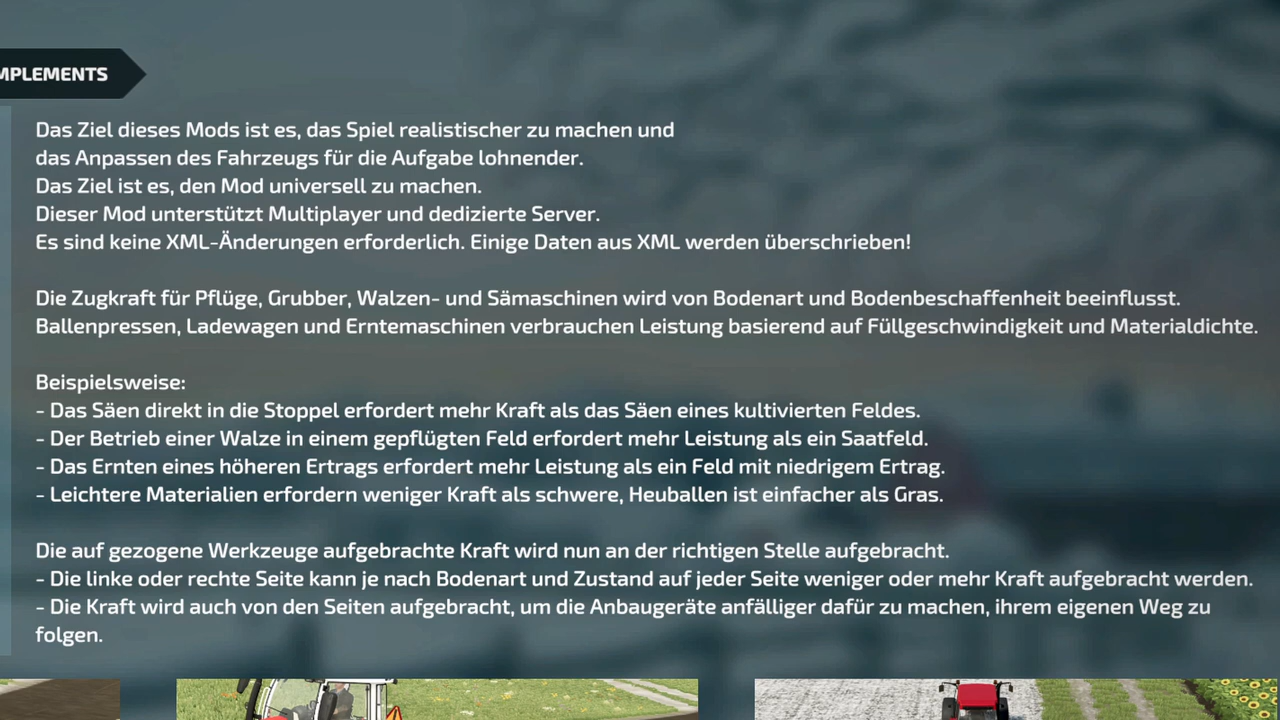 MPLEMENTS
Das Ziel dieses Mods ist es, das Spiel realistischer zu machen und
das Anpassen des Fahrzeugs für die Aufgabe lohnender.
Das Ziel ist es, den Mod universell zu machen.
Dieser Mod unterstützt Multiplayer und dedizierte Server.
Es sind keine XML-Änderungen erforderlich. Einige Daten aus XML werden überschrieben!
Die Zugkraft für Pflüge, Grubber, Walzen- und Sämaschinen wird von Bodenart und Bodenbeschaffenheit beeinflusst.
Ballenpressen, Ladewagen und Erntemaschinen verbrauchen Leistung basierend auf Füllgeschwindigkeit und Materialdichte.
Beispielsweise:
- Das Säen direkt in die Stoppel erfordert mehr Kraft als das Säen eines kultivierten Feldes.
- Der Betrieb einer Walze in einem gepflügten Feld erfordert mehr Leistung als ein Saatfeld.
- Das Ernten eines höheren Ertrags erfordert mehr Leistung als ein Feld mit niedrigem Ertrag.
- Leichtere Materialien erfordern weniger Kraft als schwere, Heuballen ist einfacher als Gras.
Die auf gezogene Werkzeuge aufgebrachte Kraft wird nun an der richtigen Stelle aufgebracht.
- Die linke oder rechte Seite kann je nach Bodenart und Zustand auf jeder Seite weniger oder mehr Kraft aufgebracht werden.
- Die Kraft wird auch von den Seiten aufgebracht, um die Anbaugeräte anfälliger dafür zu machen, ihrem eigenen Weg zu
folgen.